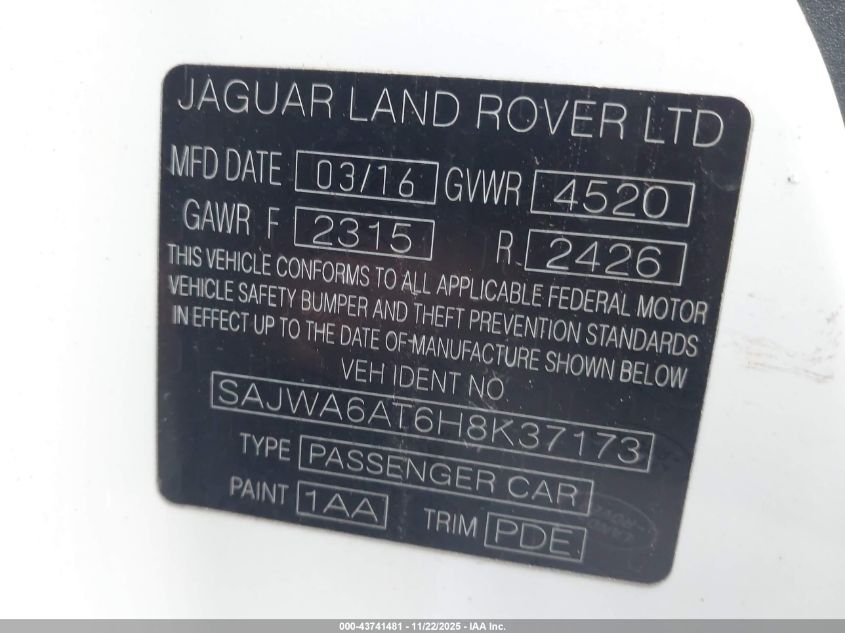 JAGUAR LAND ROVER LTD
MFD DATE 03/16 GVWR 4520
GAWR F 2315 R 2426
THIS VEHICLE CONFORMS TO ALL APPLICABLE FEDERAL MOTOR
VEHICLE SAFETY BUMPER AND THEFT PREVENTION STANDARDS
IN EFFECT UP TO THE DATE OF MANUFACTURE SHOWN BELOW
VEH IDENT NO
SAJWA6AT6H8K37173
TYPE PASSENGER CAR
PAINT 1AA TRIM PDE
LAND ROVER
000-43741481 - 11/22/2025 - IAA Inc.